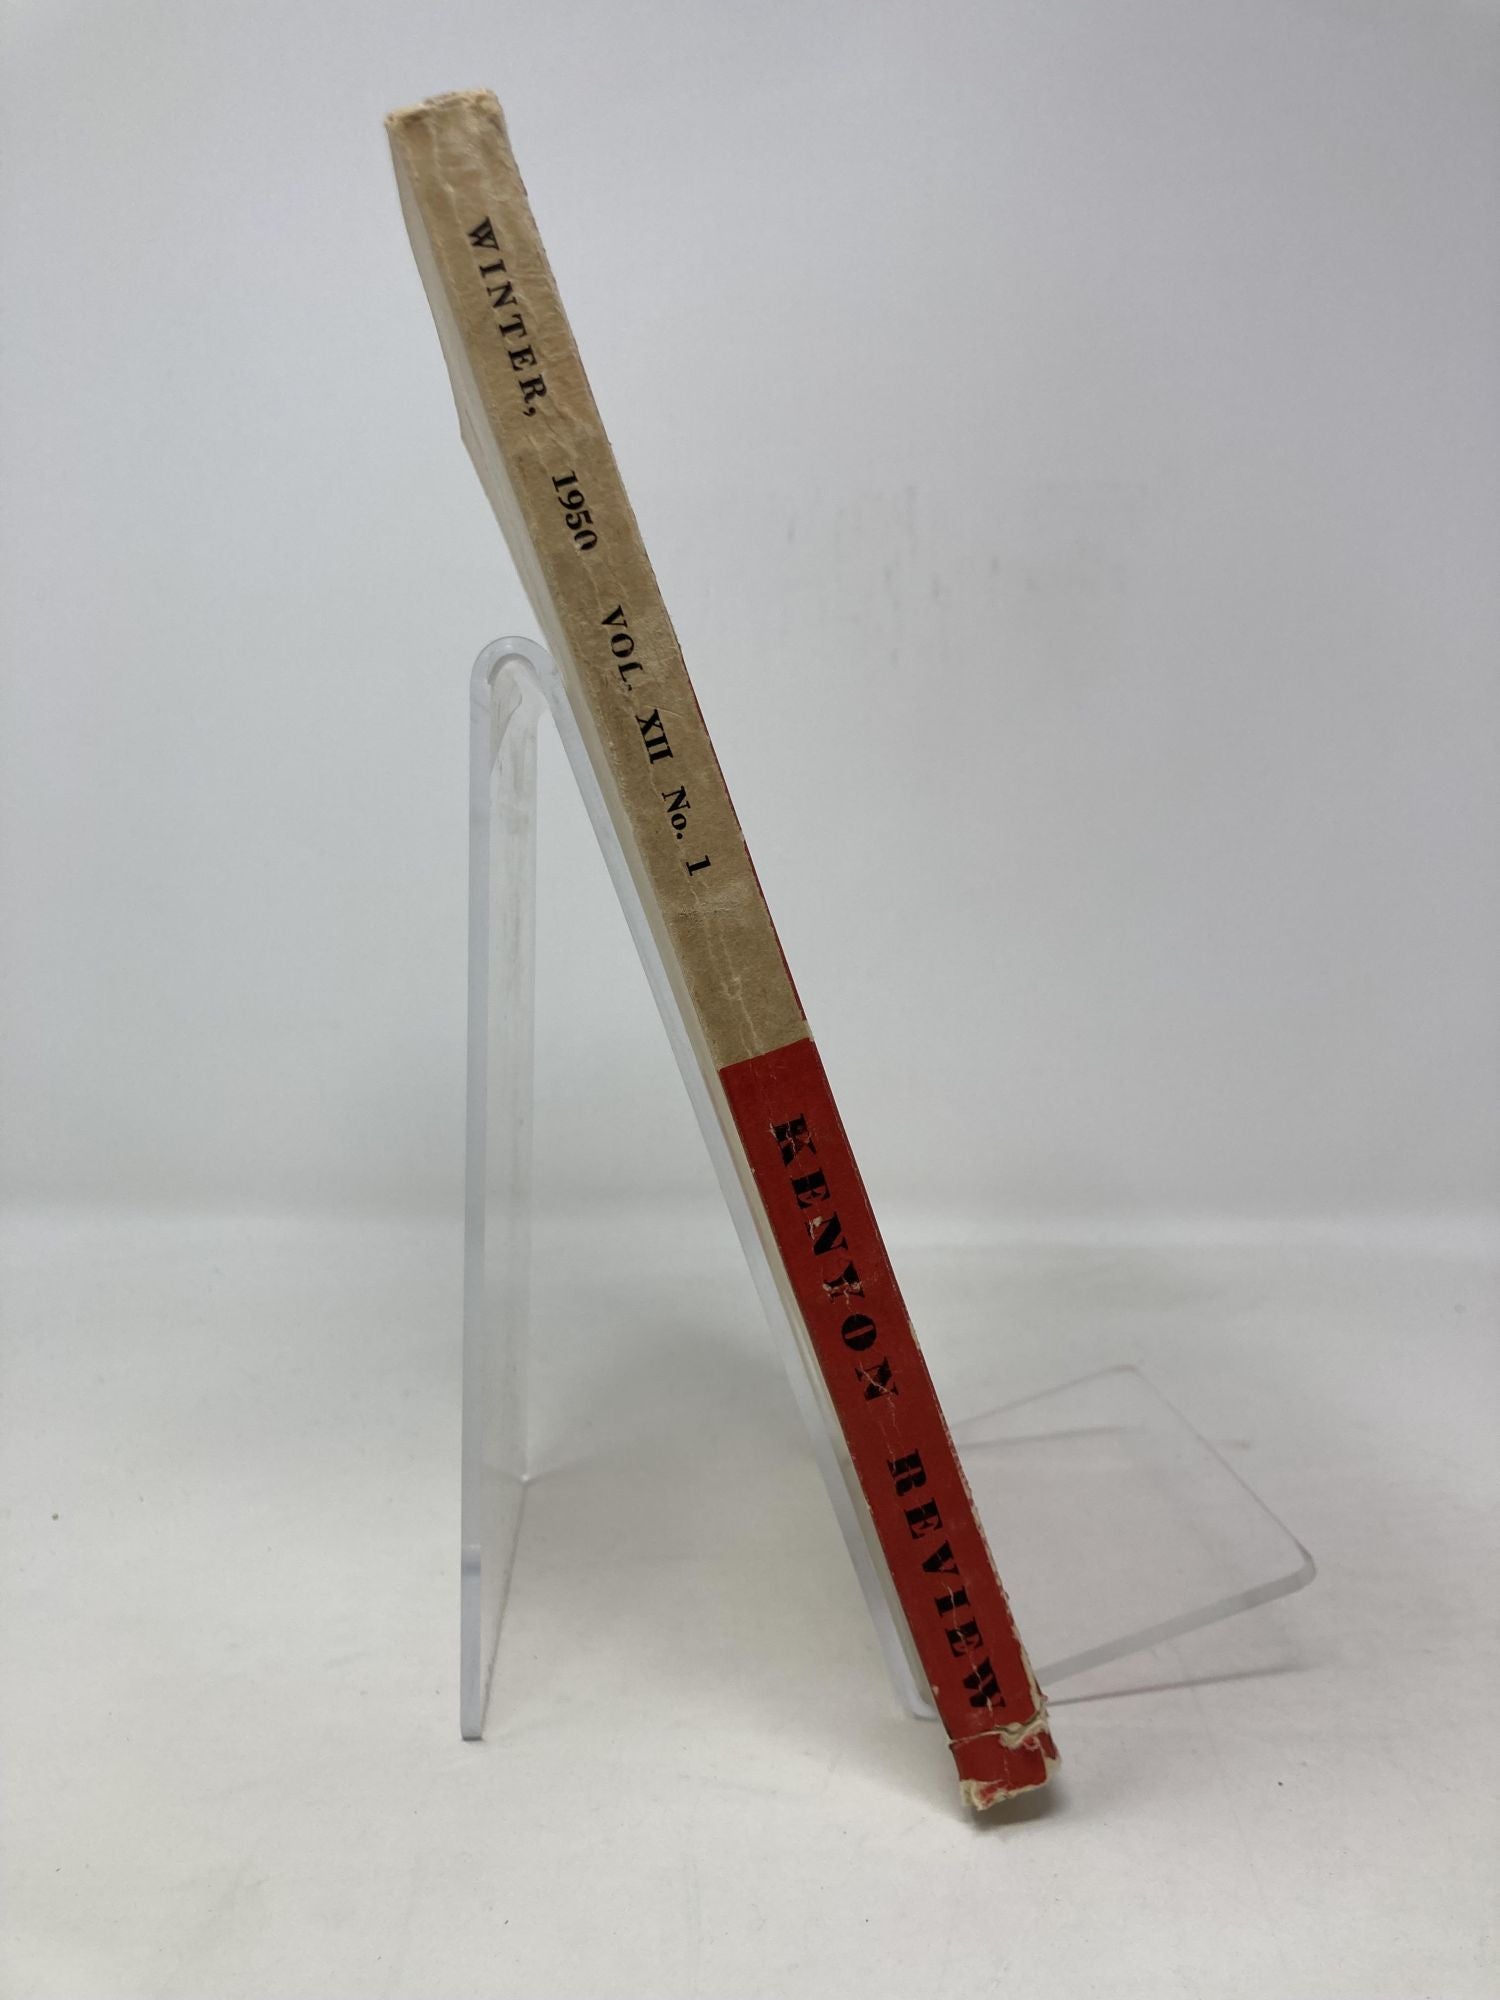 WINTER, 1950 VOL. XII No. 1
KENYON REVIEW